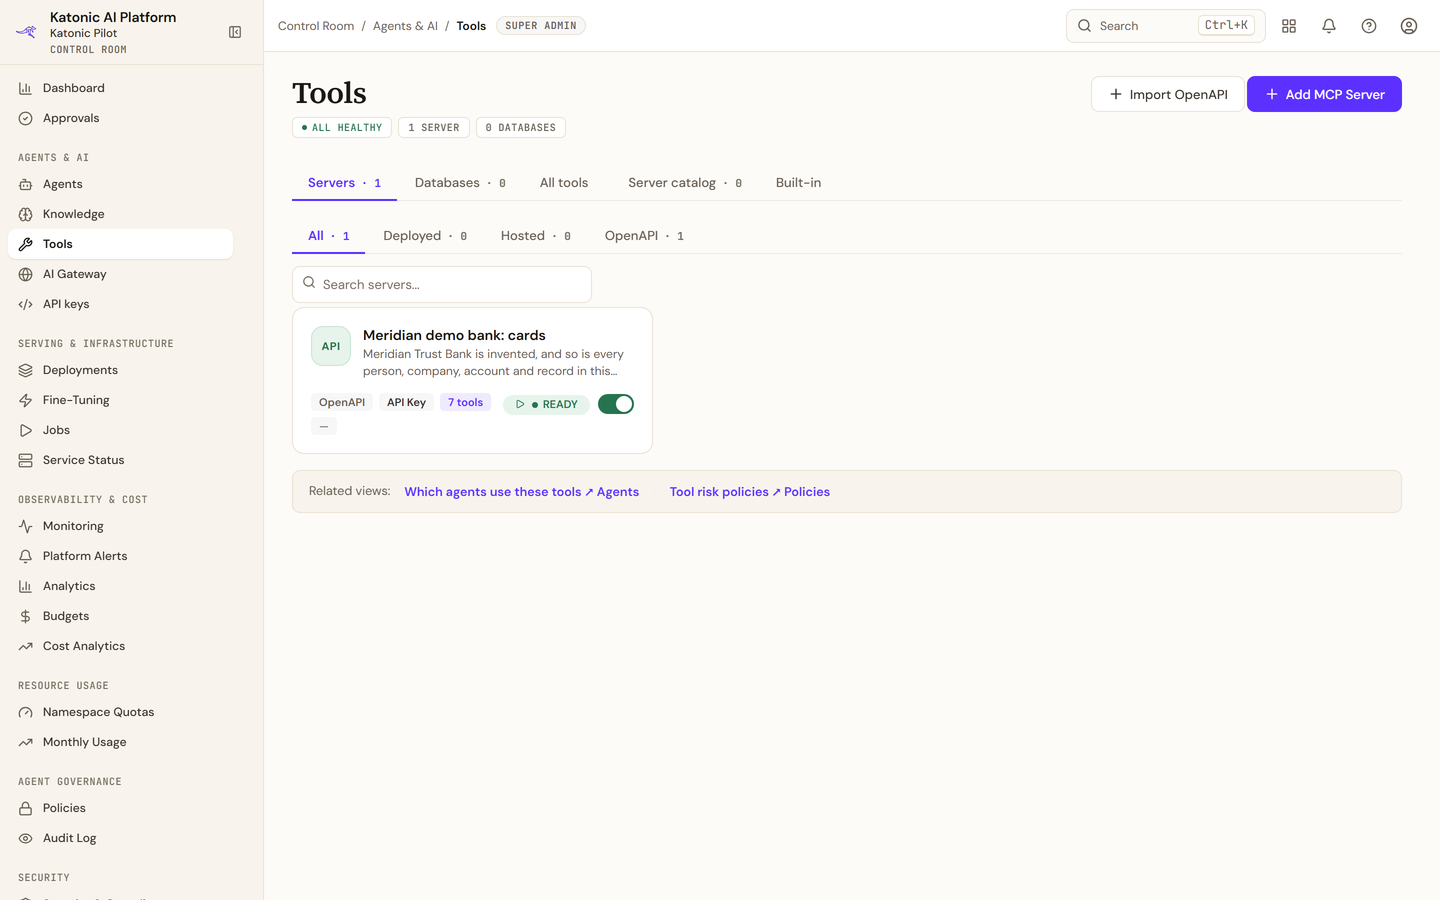 Katonic AI Platform
Katonic Pilot
CONTROL ROOM
Dashboard
Approvals
AGENTS & AI
Agents
Knowledge
Tools
AI Gateway
API keys
SERVING & INFRASTRUCTURE
Deployments
Fine-Tuning
Jobs
Service Status
OBSERVABILITY & COST
Monitoring
Platform Alerts
Analytics
Budgets
Cost Analytics
RESOURCE USAGE
Namespace Quotas
Monthly Usage
AGENT GOVERNANCE
Policies
Audit Log
SECURITY
Control Room / Agents & AI / Tools SUPER ADMIN
Search Ctrl+K
Tools
Import OpenAPI
Add MCP Server
ALL HEALTHY 1 SERVER 0 DATABASES
Servers · 1 Databases · 0 All tools Server catalog · 0 Built-in
All · 1 Deployed · 0 Hosted · 0 OpenAPI · 1
Search servers...
API
Meridian demo bank: cards
Meridian Trust Bank is invented, and so is every
person, company, account and record in this...
OpenAPI API Key 7 tools READY
—
Related views: Which agents use these tools ↗ Agents Tool risk policies ↗ Policies